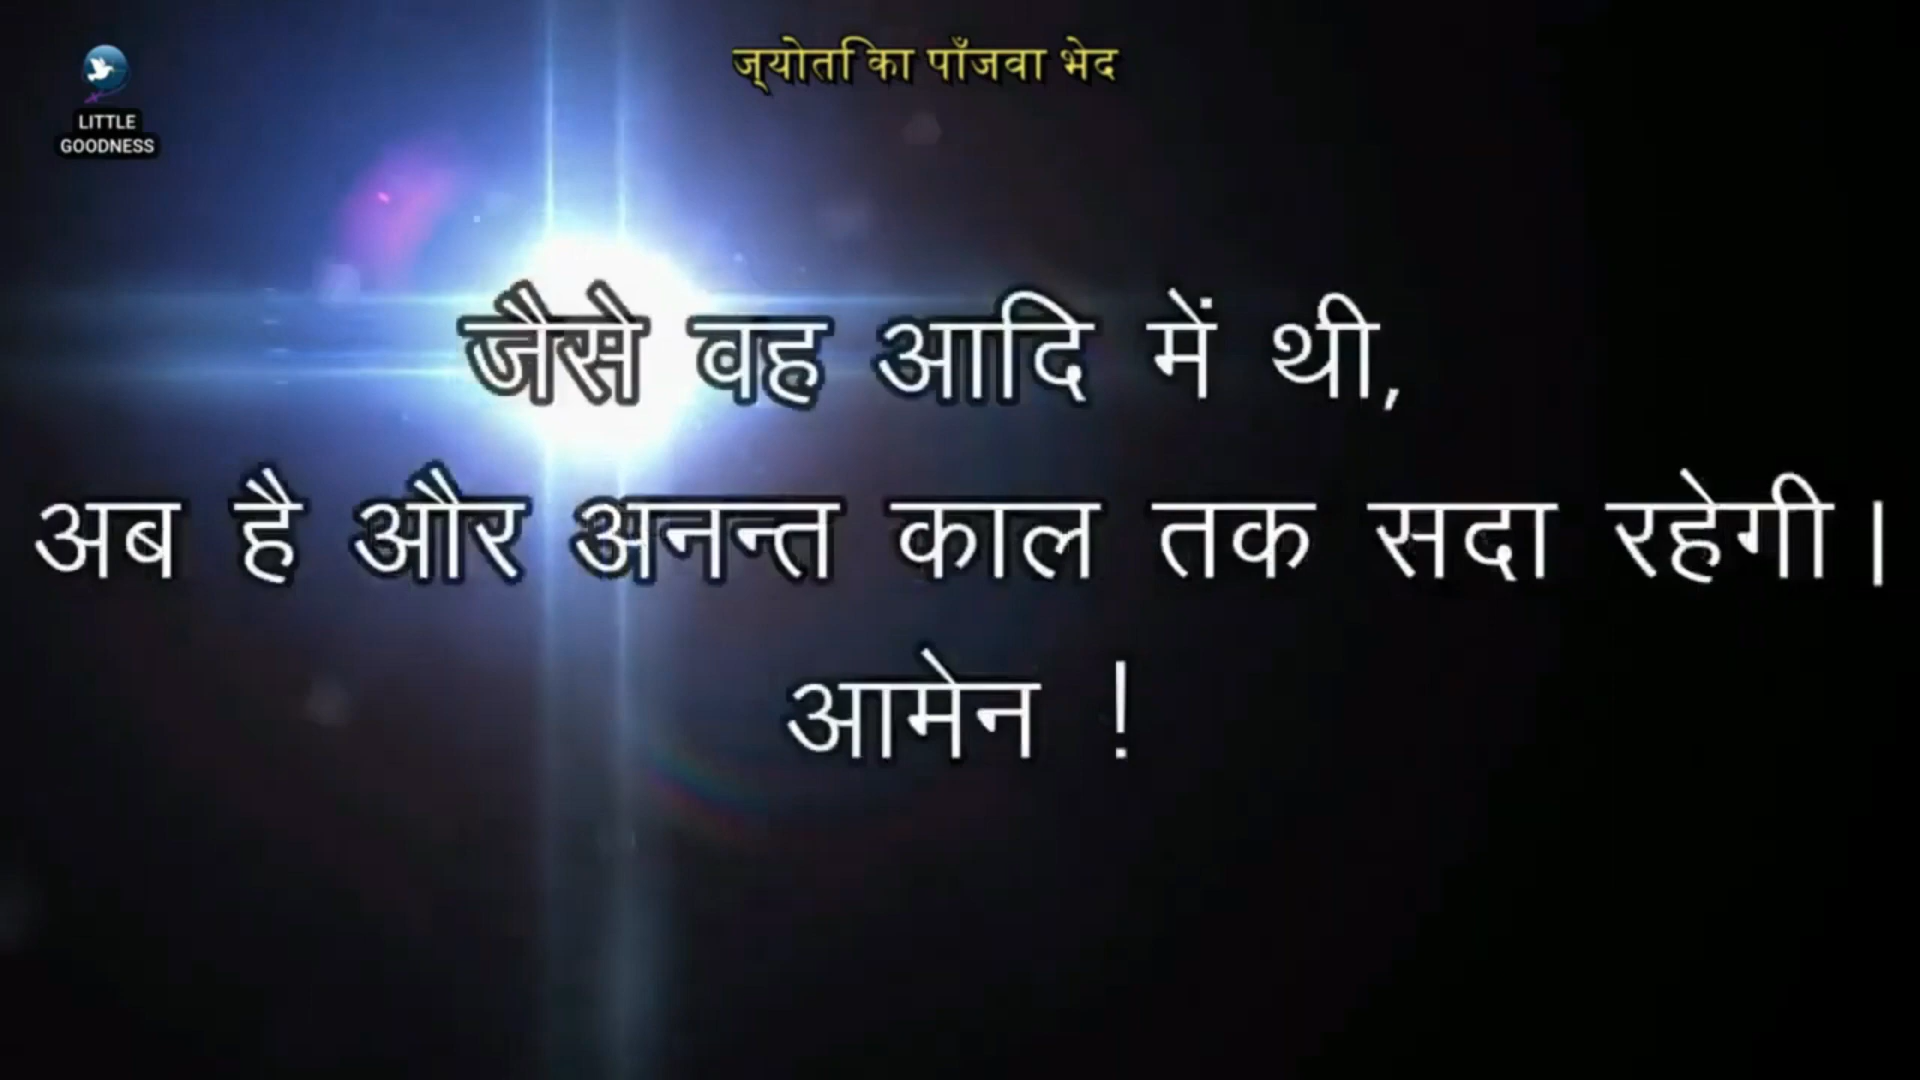 LITTLE
GOODNESS
ज्योति का पाँजवा भेद
जैसे वह आदि में थी,
अब है और अनन्त काल तक सदा रहेगी।
आमेन !